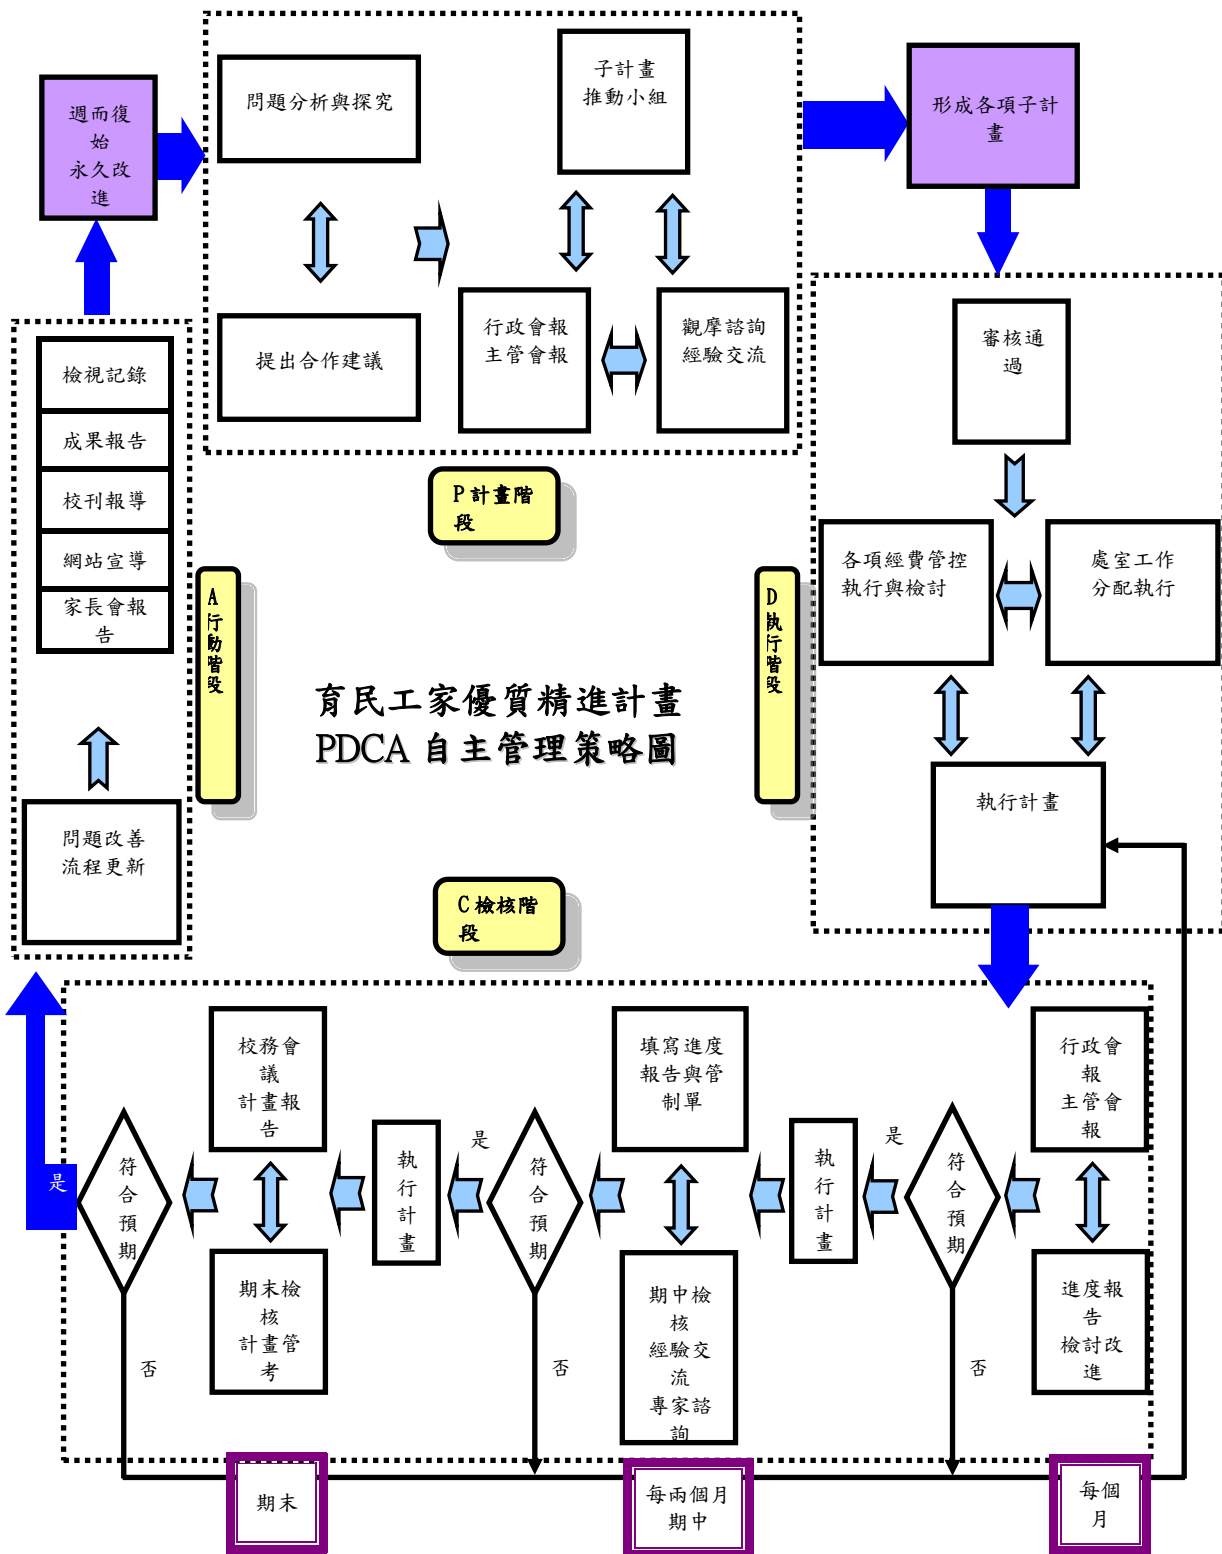 子計畫
推動小組
問題分析與探究
週而復
始
永久改
進
形成各項子計
畫
行政會報
主管會報
觀摩諮詢
經驗交流
提出合作建議
審核通
過
檢視記錄
成果報告
校刊報導
網站宣導
家長會報
告
P 計畫階
段
各項經費管控
執行與檢討
處室工作
分配執行
A
行
動
階
段
D
執
行
階
段
育民工家優質精進計畫
PDCA 自主管理策略圖
執行計畫
問題改善
流程更新
C 檢核階
段
校務會
議
計畫報
告
填寫進度
報告與管
制單
行政會
報
主管會
報
是
符
合
預
期
執
行
計
畫
是
符
合
預
期
執
行
計
畫
是
符
合
預
期
期末檢
核
計畫管
考
期中檢
核
經驗交
流
專家諮
詢
進度報
告
檢討改
進
否
否
否
期末
每兩個月
期中
每個
月